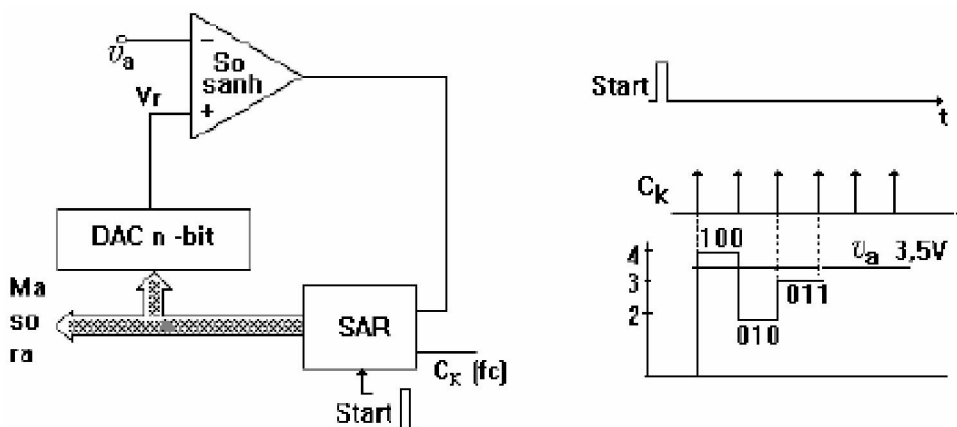 υa
−
So
sanh
Vr
+
DAC n -bit
Ma
so
ra
SAR
CK (fc)
Start
Start
t
Ck
100
4
υa 3,5V
3
011
2
010